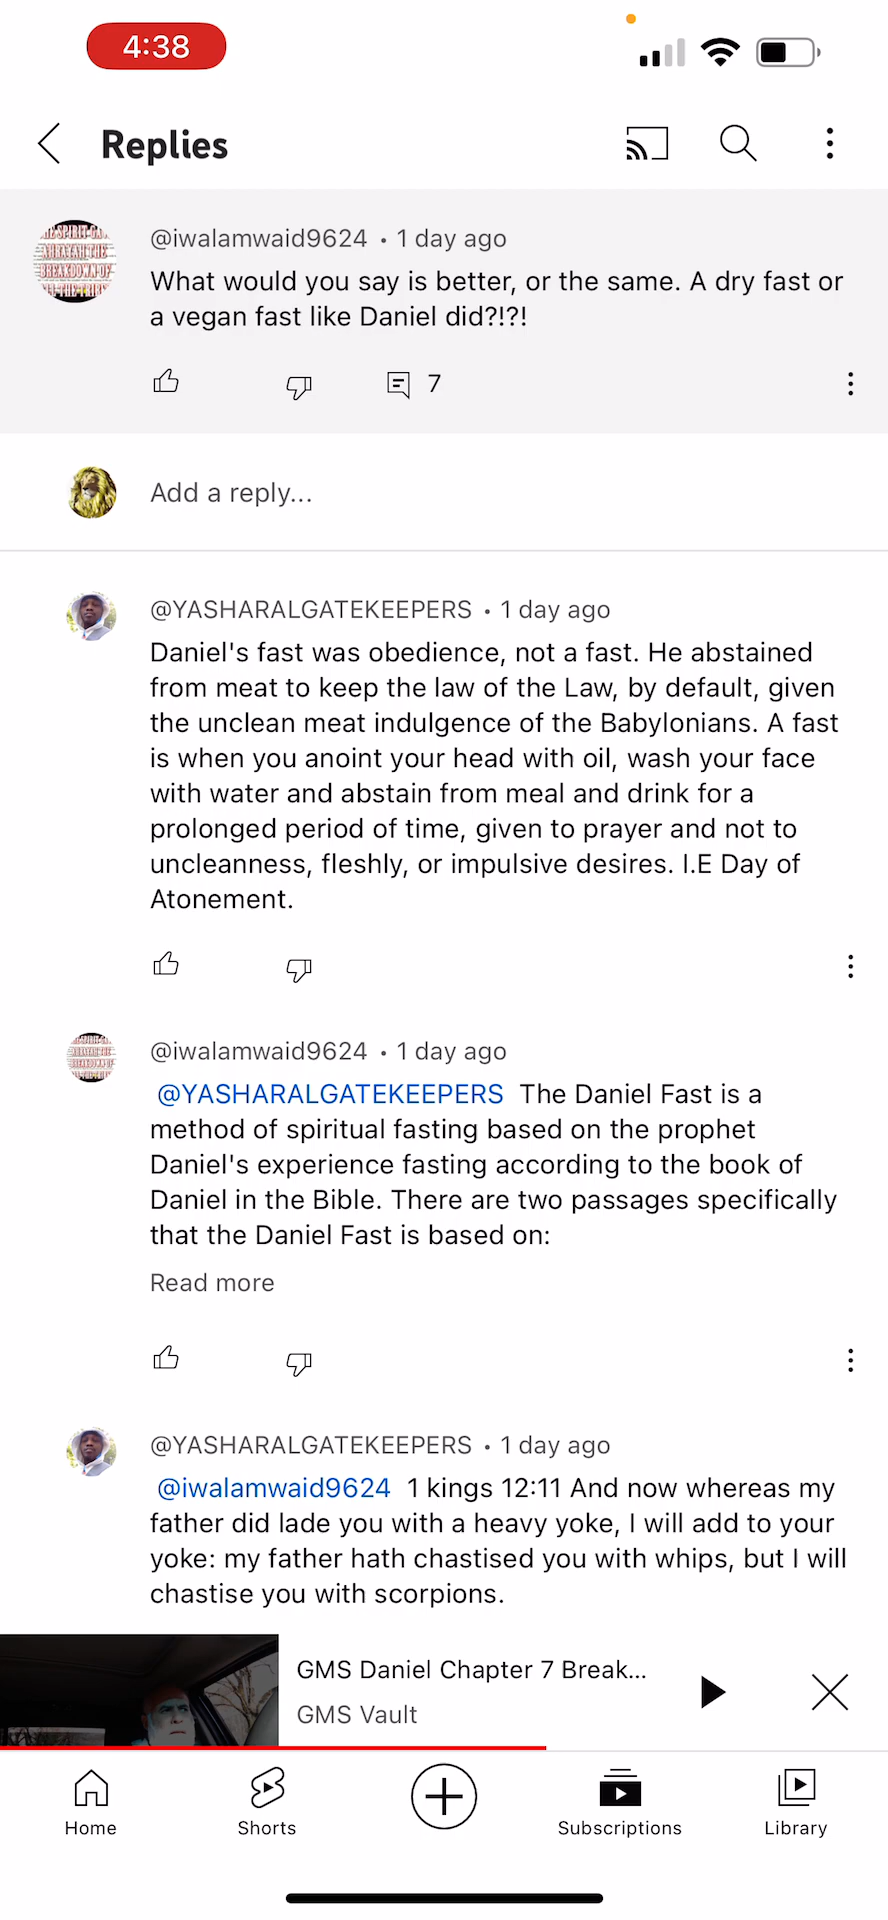 4:38
Replies
@iwalamwaid9624 • 1 day ago
What would you say is better, or the same. A dry fast or
a vegan fast like Daniel did?!?!
7
Add a reply...
@YASHARALGATEKEEPERS • 1 day ago
Daniel's fast was obedience, not a fast. He abstained
from meat to keep the law of the Law, by default, given
the unclean meat indulgence of the Babylonians. A fast
is when you anoint your head with oil, wash your face
with water and abstain from meal and drink for a
prolonged period of time, given to prayer and not to
uncleanness, fleshly, or impulsive desires. I.E Day of
Atonement.
@iwalamwaid9624 • 1 day ago
@YASHARALGATEKEEPERS The Daniel Fast is a
method of spiritual fasting based on the prophet
Daniel's experience fasting according to the book of
Daniel in the Bible. There are two passages specifically
that the Daniel Fast is based on:
Read more
@YASHARALGATEKEEPERS • 1 day ago
@iwalamwaid9624 1 kings 12:11 And now whereas my
father did lade you with a heavy yoke, I will add to your
yoke: my father hath chastised you with whips, but I will
chastise you with scorpions.
GMS Daniel Chapter 7 Break...
GMS Vault
Home
Shorts
Subscriptions
Library